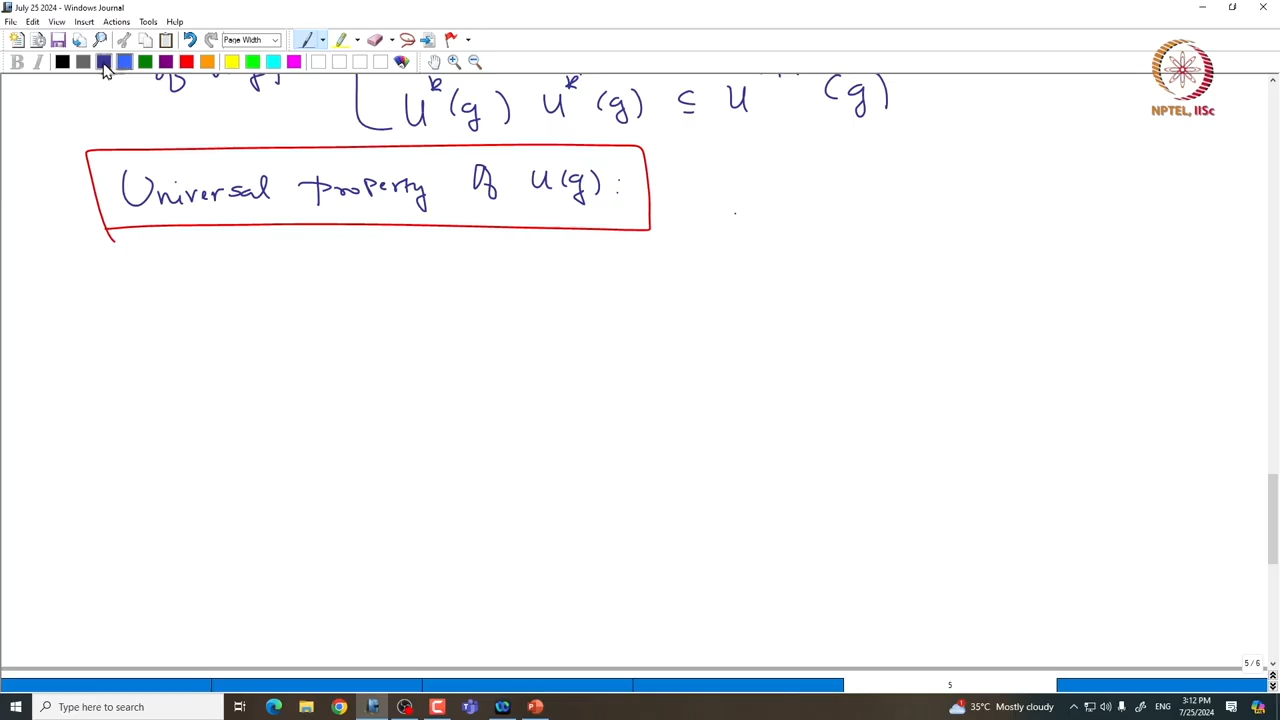 July 25 2024 - Windows Journal
File Edit View Insert Actions Tools Help
Page Width
B I
NPTEL, IISc
U^k(g) U^k(g) ⊆ U (g)
Universal property of U(g):
5 / 6
5
Type here to search
35°C Mostly cloudy
ENG
3:12 PM
7/25/2024